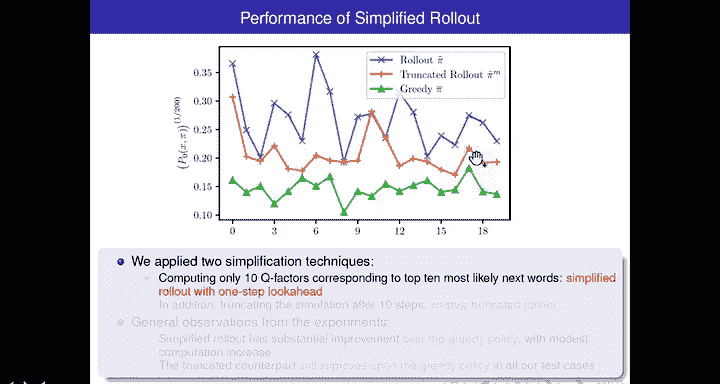 Performance of Simplified Rollout
0.35
0.30
0.25
0.20
0.15
0.10
(P₀(x,π))^(1/200)
Rollout π̃
Truncated Rollout π̃ᵐ
Greedy π̅
0 3 6 9 12 15 18
We applied two simplification techniques:
Computing only 10 Q-factors corresponding to top ten most likely next words: simplified
rollout with one-step lookahead
In addition, truncating the simulation after 10 steps: truncated rollout
General observations from the experiments:
Simplified rollout has substantial improvement over the greedy policy, with modest
computation increase
The truncated counterpart still improves upon the greedy policy in all our test cases